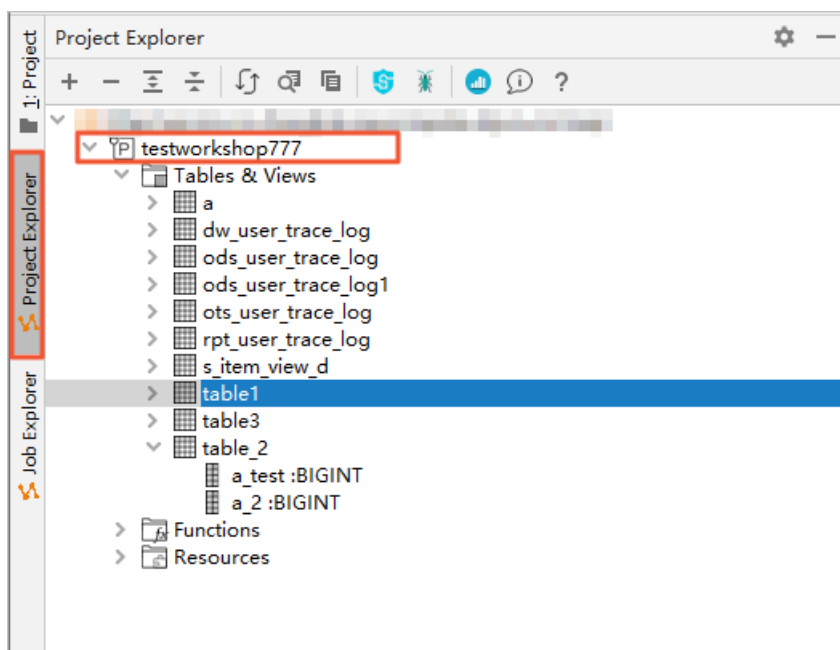 1: Project
Project Explorer
Job Explorer
Project Explorer
testworkshop777
Tables & Views
a
dw_user_trace_log
ods_user_trace_log
ods_user_trace_log1
ots_user_trace_log
rpt_user_trace_log
s_item_view_d
table1
table3
table_2
a_test :BIGINT
a_2 :BIGINT
Functions
Resources